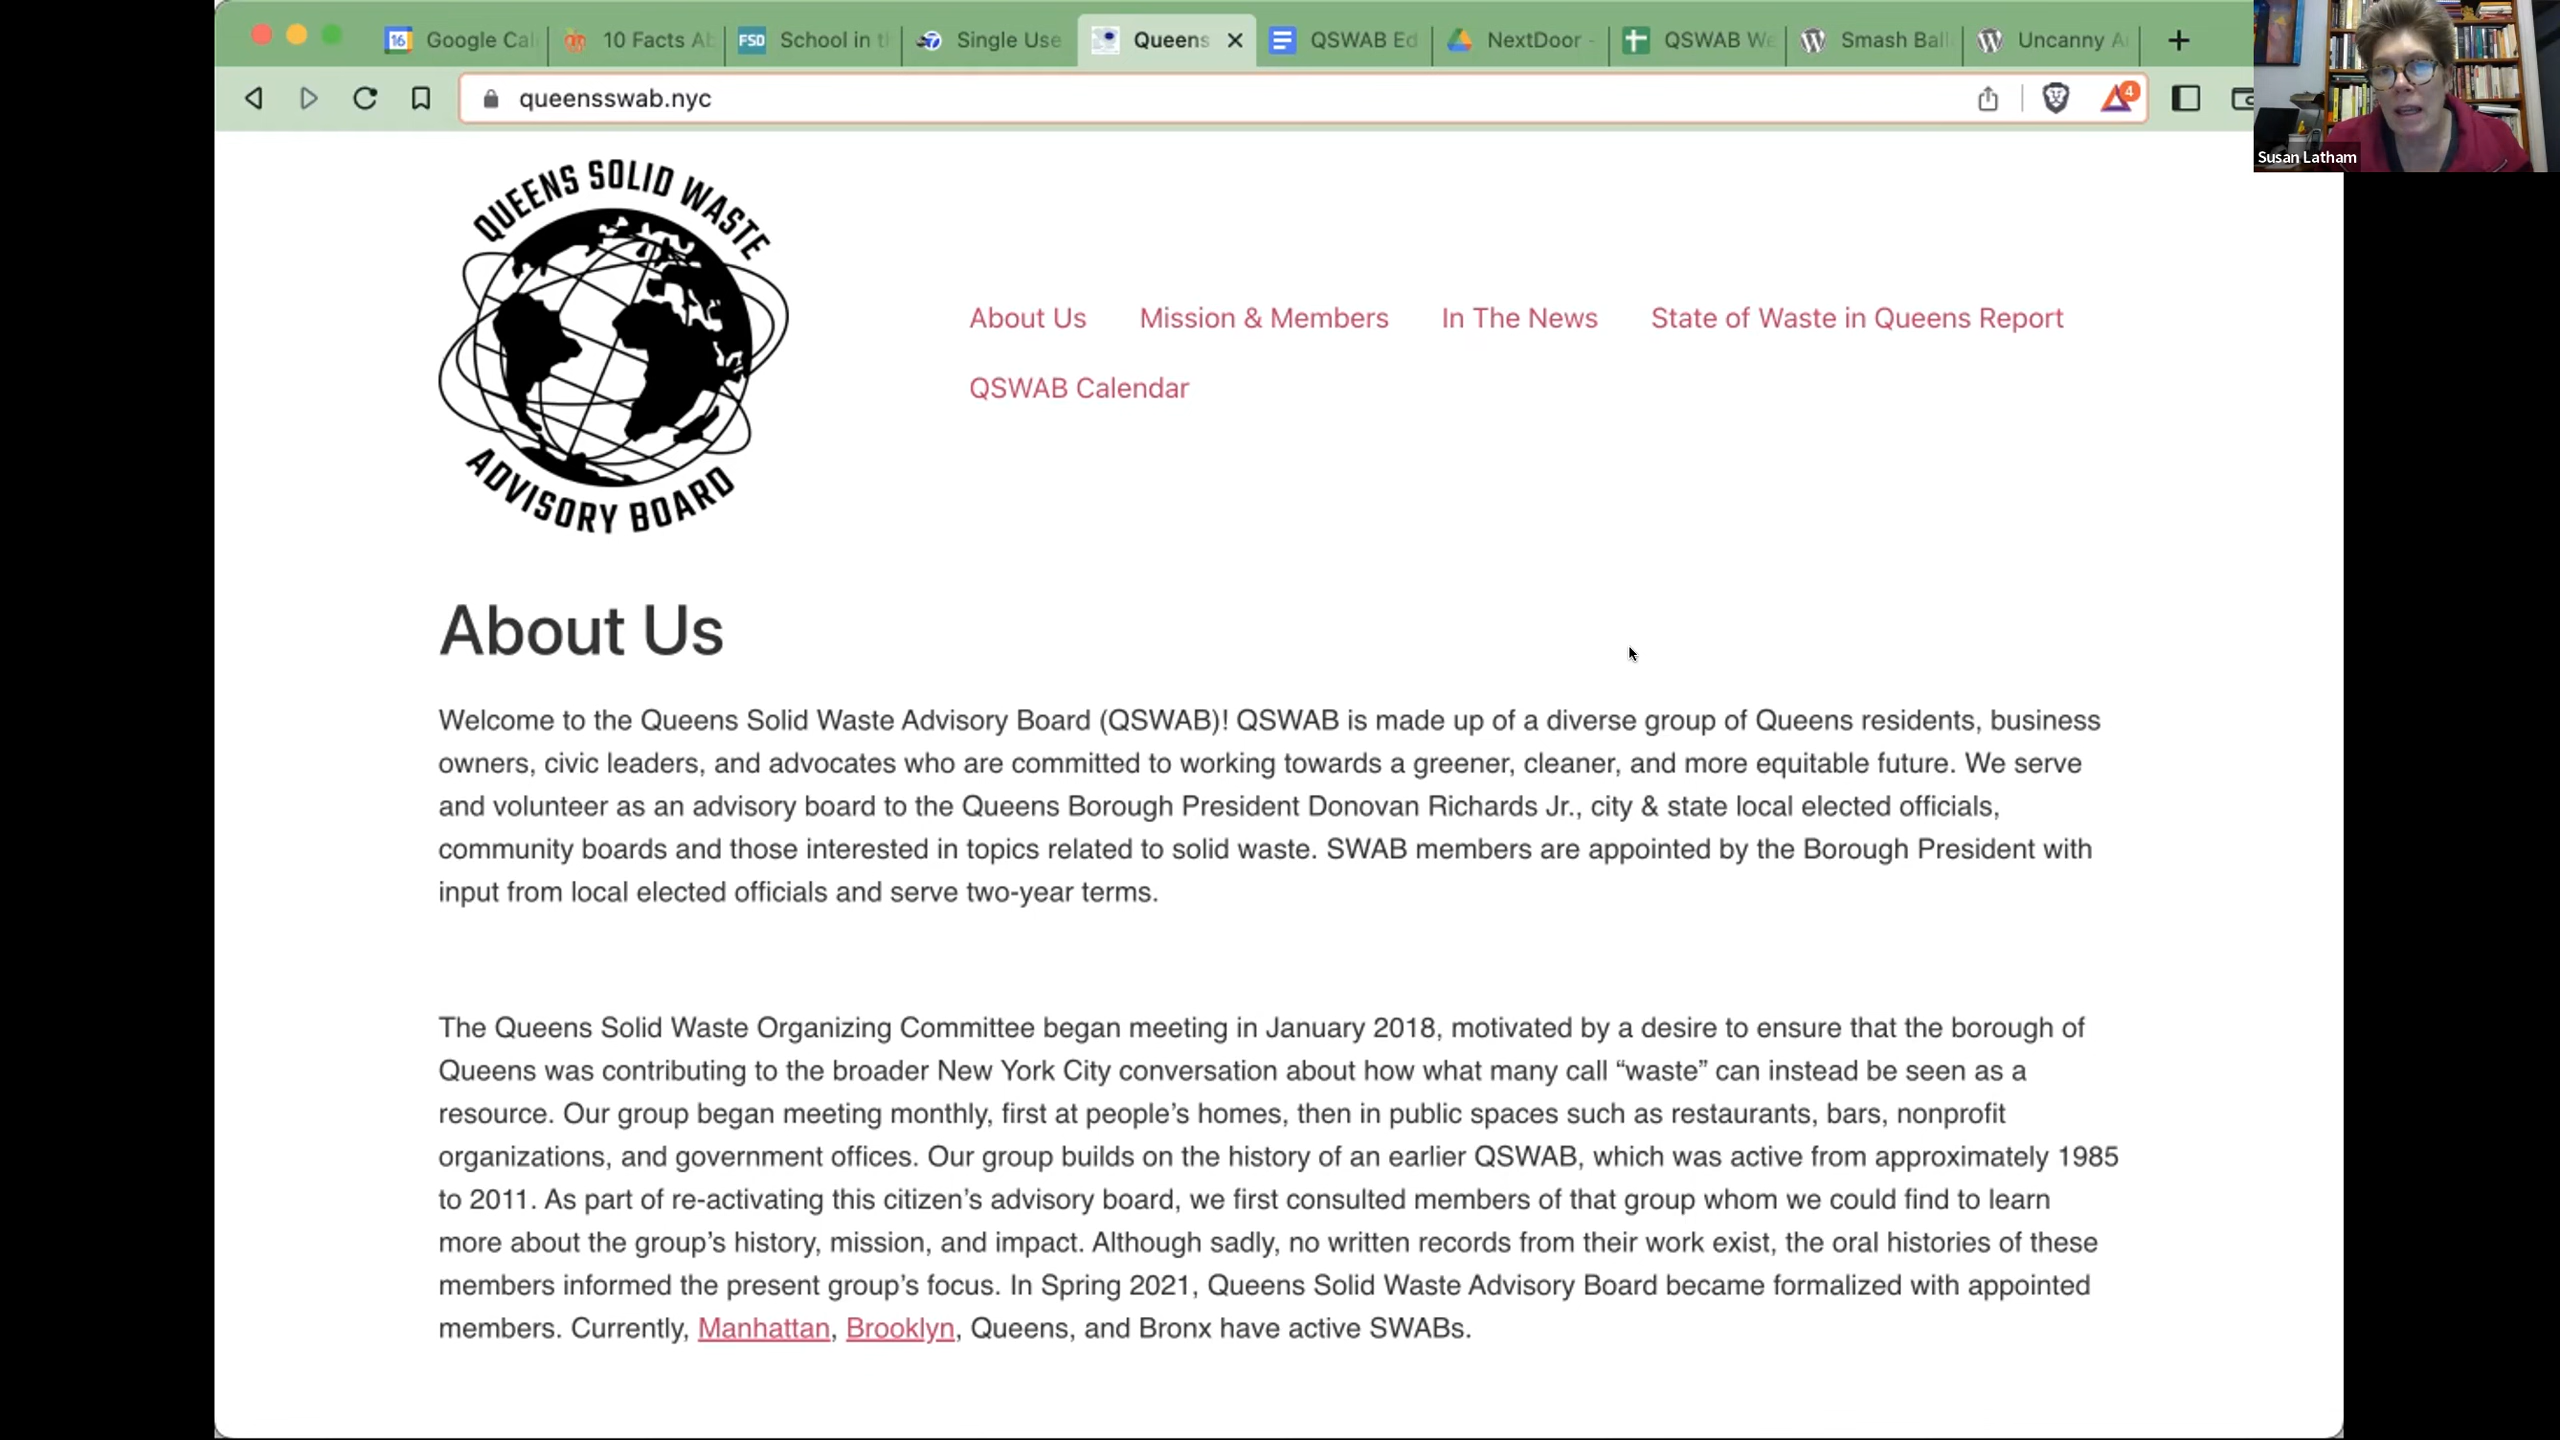 Google Cal
10 Facts Ab
FSD
School in th
Single Use
Queens
QSWAB Ed
NextDoor -
QSWAB We
Smash Ball
Uncanny A
16
queensswab.nyc
4
Susan Latham
QUEENS SOLID WASTE
ADVISORY BOARD
About Us
Mission & Members
In The News
State of Waste in Queens Report
QSWAB Calendar
About Us
Welcome to the Queens Solid Waste Advisory Board (QSWAB)! QSWAB is made up of a diverse group of Queens residents, business
owners, civic leaders, and advocates who are committed to working towards a greener, cleaner, and more equitable future. We serve
and volunteer as an advisory board to the Queens Borough President Donovan Richards Jr., city & state local elected officials,
community boards and those interested in topics related to solid waste. SWAB members are appointed by the Borough President with
input from local elected officials and serve two-year terms.
The Queens Solid Waste Organizing Committee began meeting in January 2018, motivated by a desire to ensure that the borough of
Queens was contributing to the broader New York City conversation about how what many call “waste” can instead be seen as a
resource. Our group began meeting monthly, first at people’s homes, then in public spaces such as restaurants, bars, nonprofit
organizations, and government offices. Our group builds on the history of an earlier QSWAB, which was active from approximately 1985
to 2011. As part of re-activating this citizen’s advisory board, we first consulted members of that group whom we could find to learn
more about the group’s history, mission, and impact. Although sadly, no written records from their work exist, the oral histories of these
members informed the present group’s focus. In Spring 2021, Queens Solid Waste Advisory Board became formalized with appointed
members. Currently, Manhattan, Brooklyn, Queens, and Bronx have active SWABs.